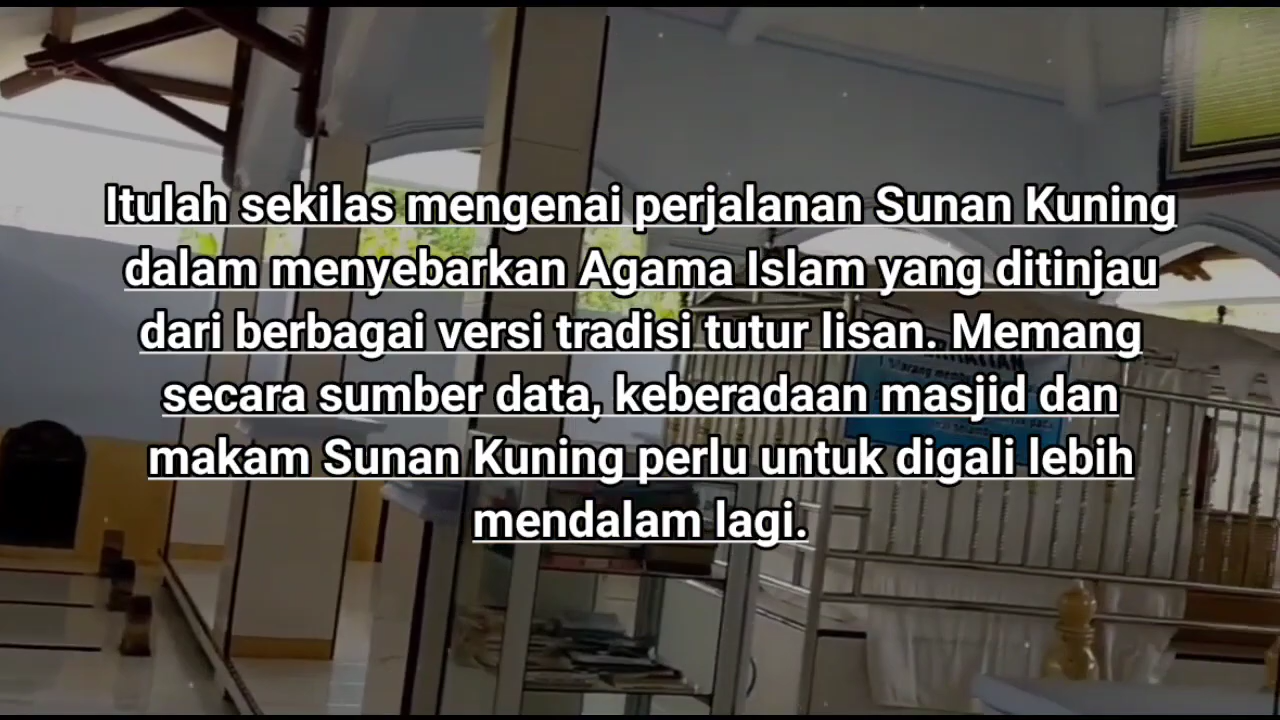 Itulah sekilas mengenai perjalanan Sunan Kuning
dalam menyebarkan Agama Islam yang ditinjau
dari berbagai versi tradisi tutur lisan. Memang
secara sumber data, keberadaan masjid dan
makam Sunan Kuning perlu untuk digali lebih
mendalam lagi.